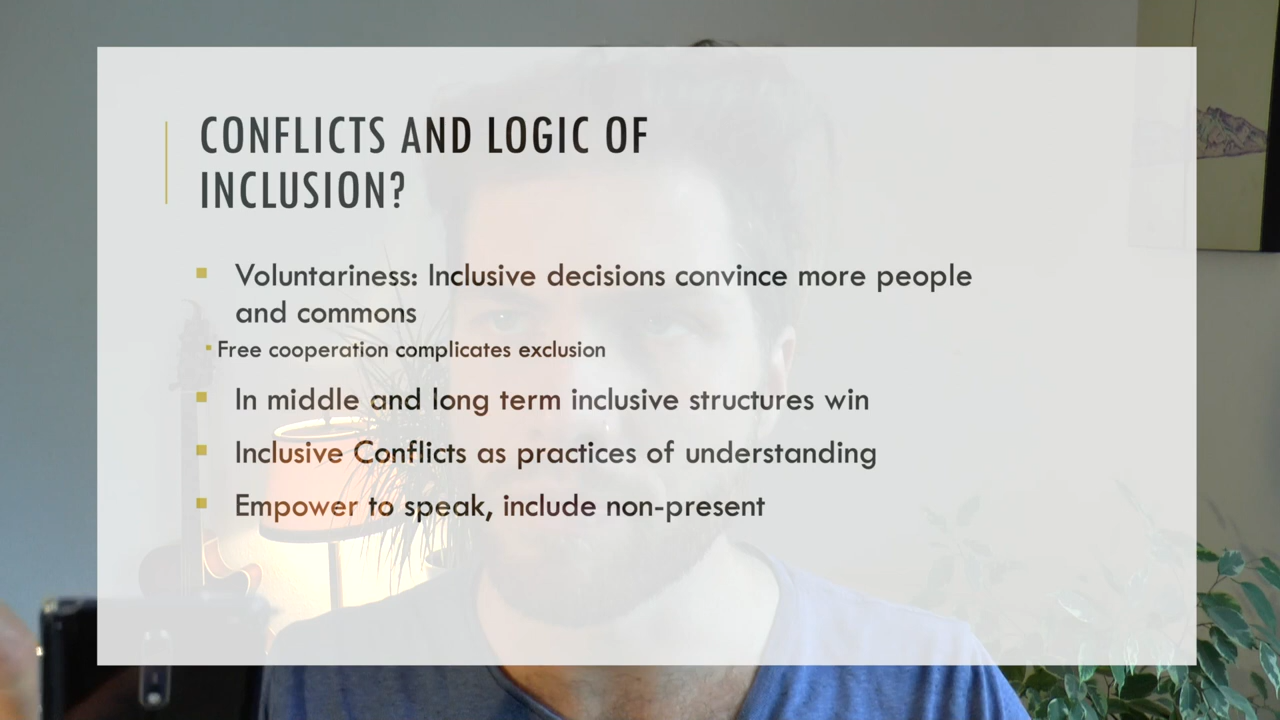 CONFLICTS AND LOGIC OF
INCLUSION?
Voluntariness: Inclusive decisions convince more people
and commons
Free cooperation complicates exclusion
In middle and long term inclusive structures win
Inclusive Conflicts as practices of understanding
Empower to speak, include non-present